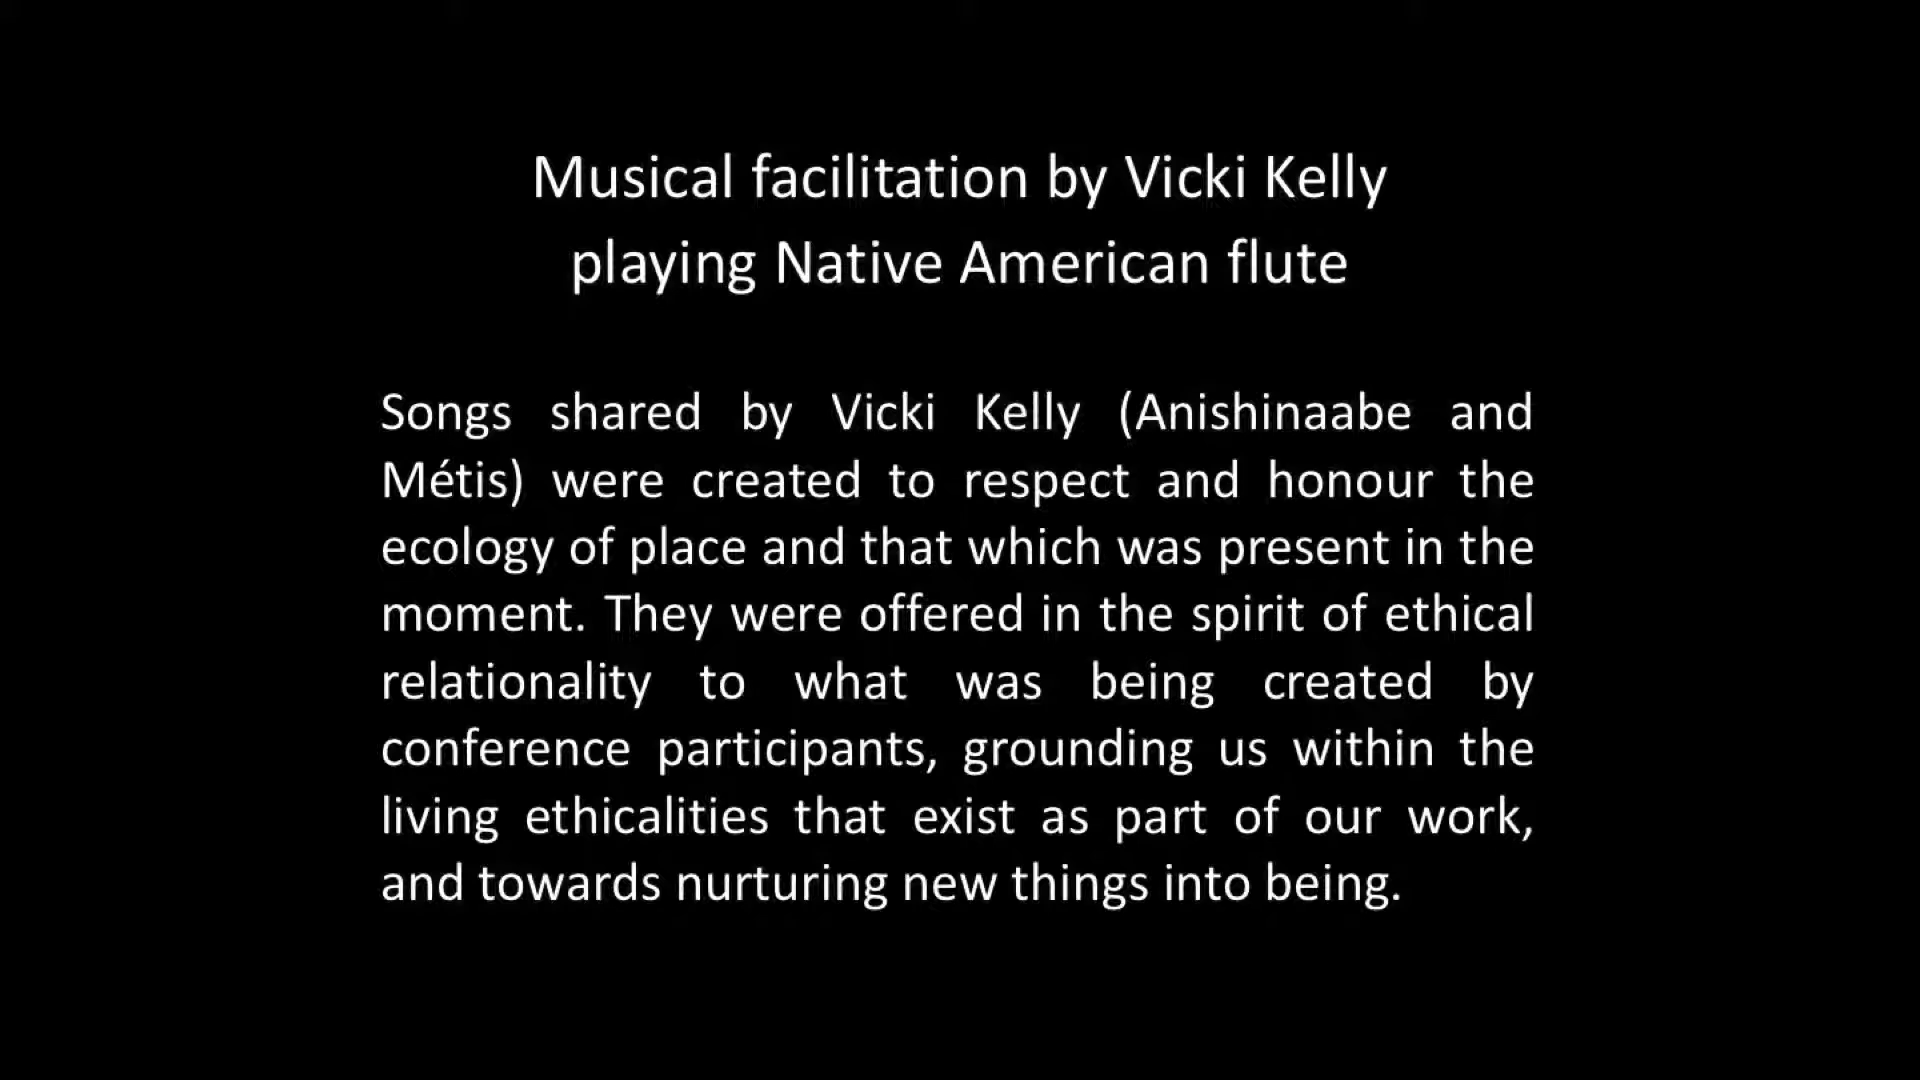 Musical facilitation by Vicki Kelly
playing Native American flute
Songs shared by Vicki Kelly (Anishinaabe and
Métis) were created to respect and honour the
ecology of place and that which was present in the
moment. They were offered in the spirit of ethical
relationality to what was being created by
conference participants, grounding us within the
living ethicalities that exist as part of our work,
and towards nurturing new things into being.